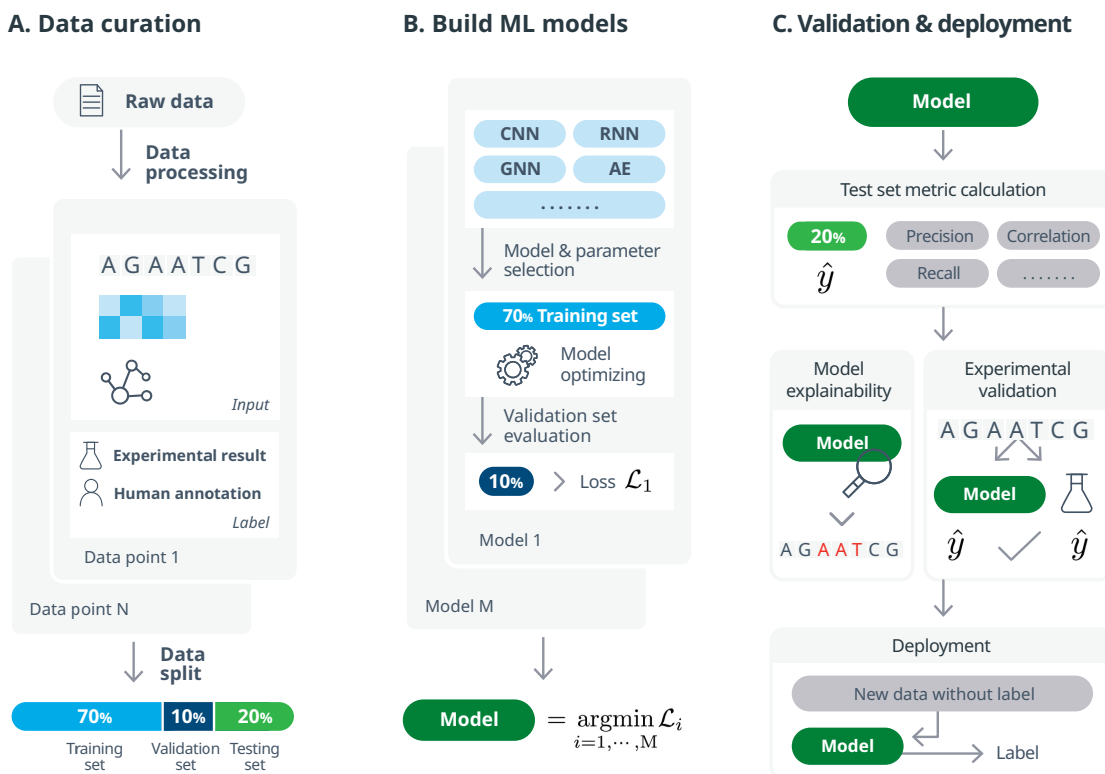 A. Data curation
Raw data
Data
processing
A G A A T C G
Input
Experimental result
Human annotation
Label
Data point 1
Data point N
Data
split
70%
10%
20%
Training
set
Validation
set
Testing
set
B. Build ML models
CNN
RNN
GNN
AE
.......
Model & parameter
selection
70% Training set
Model
optimizing
Validation set
evaluation
10%
> Loss ℒ₁
Model 1
Model M
Model
= argmin ℒᵢ
i=1,⋯,M
C. Validation & deployment
Model
Test set metric calculation
20%
ŷ
Precision
Correlation
Recall
.......
Model
explainability
Model
A G A A T C G
Experimental
validation
A G A A T C G
Model
ŷ
ŷ
Deployment
New data without label
Model
Label